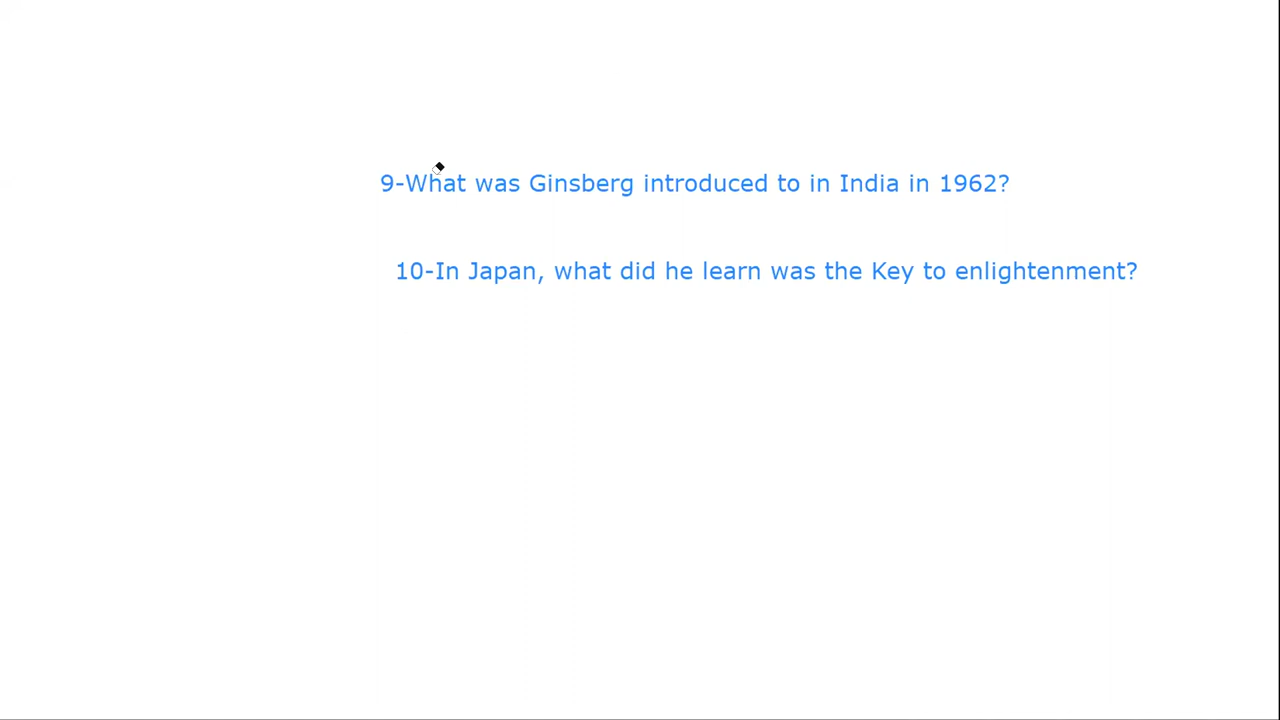 9-What was Ginsberg introduced to in India in 1962?
10-In Japan, what did he learn was the Key to enlightenment?